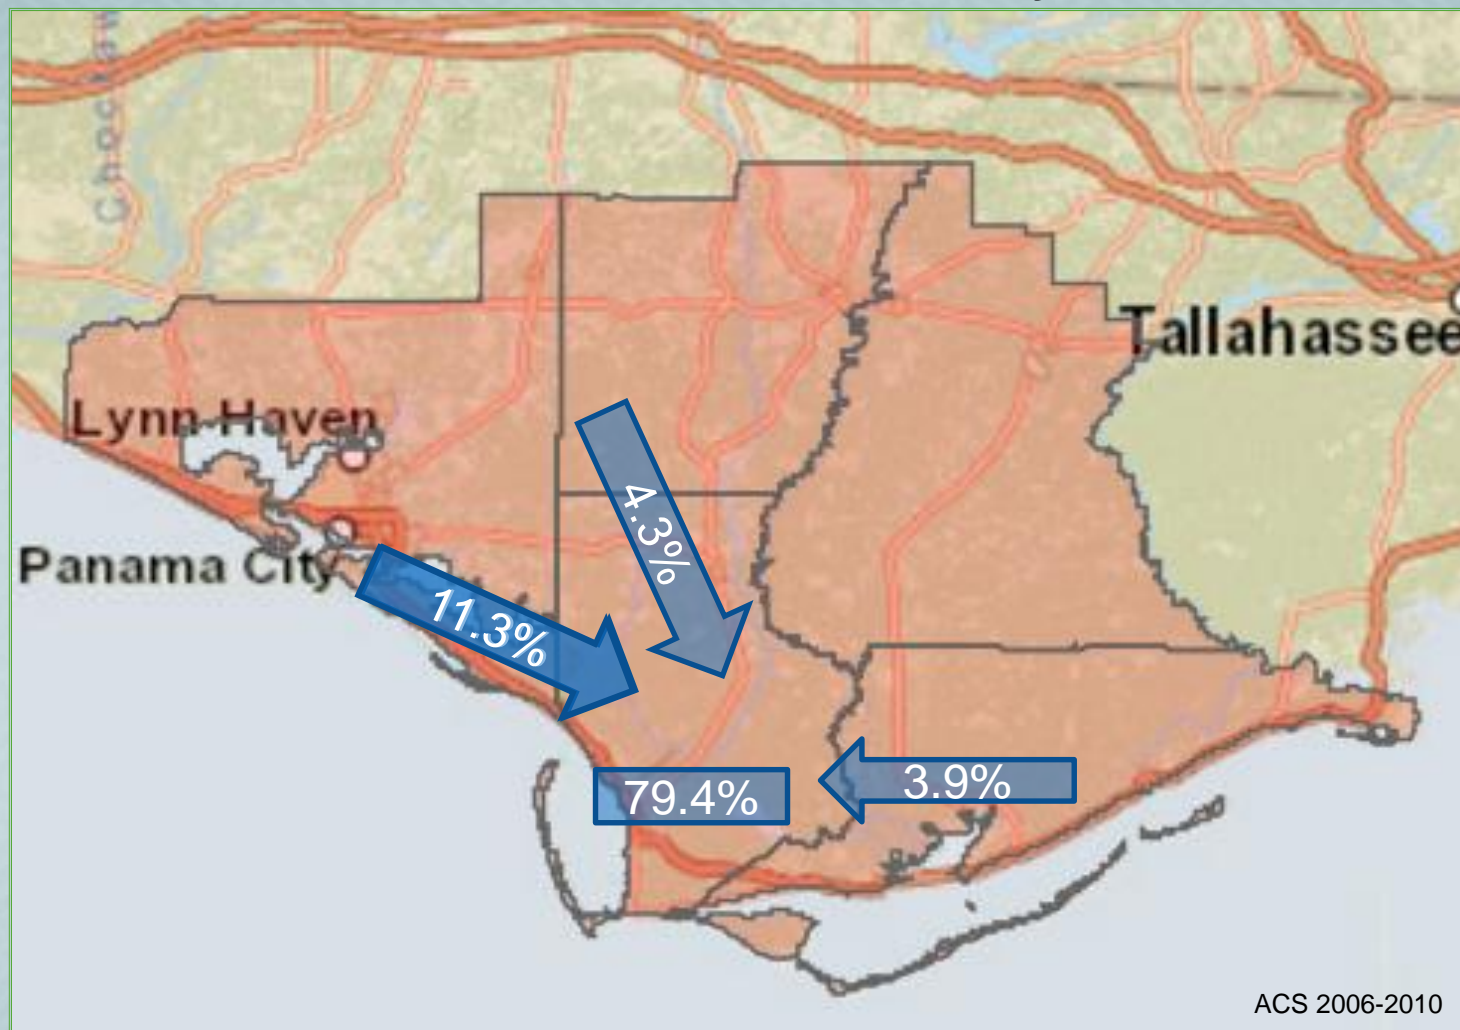 Tallahassee
Lynn Haven
4.3%
Panama City
11.3%
79.4%
3.9%
ACS 2006-2010